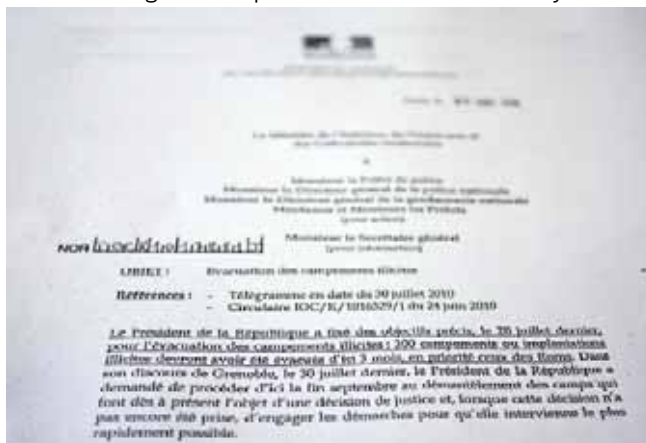 Le Ministre de l'Intérieur, de l'Outre-mer et
des Collectivités territoriales
à
Monsieur le Préfet de police
Monsieur le Directeur général de la police nationale
Monsieur le Directeur général de la gendarmerie nationale
Mesdames et Messieurs les Préfets
(pour action)
NOR
Monsieur le Secrétaire général
(pour information)
OBJET : Evacuation des campements illicites
Références : - Télégramme en date du 30 juillet 2010
- Circulaire IOC/K/1016329/J du 24 juin 2010
Le Président de la République a fixé des objectifs précis, le 28 juillet dernier,
pour l'évacuation des campements illicites : 300 campements ou implantations
illicites devront avoir été évacués d'ici 3 mois, en priorité ceux des Roms. Dans
son discours de Grenoble, le 30 juillet dernier, le Président de la République a
demandé de procéder d'ici la fin septembre au démantèlement des camps qui
font dès à présent l'objet d'une décision de justice et, lorsque cette décision n'a
pas encore été prise, d'engager les démarches pour qu'elle intervienne le plus
rapidement possible.